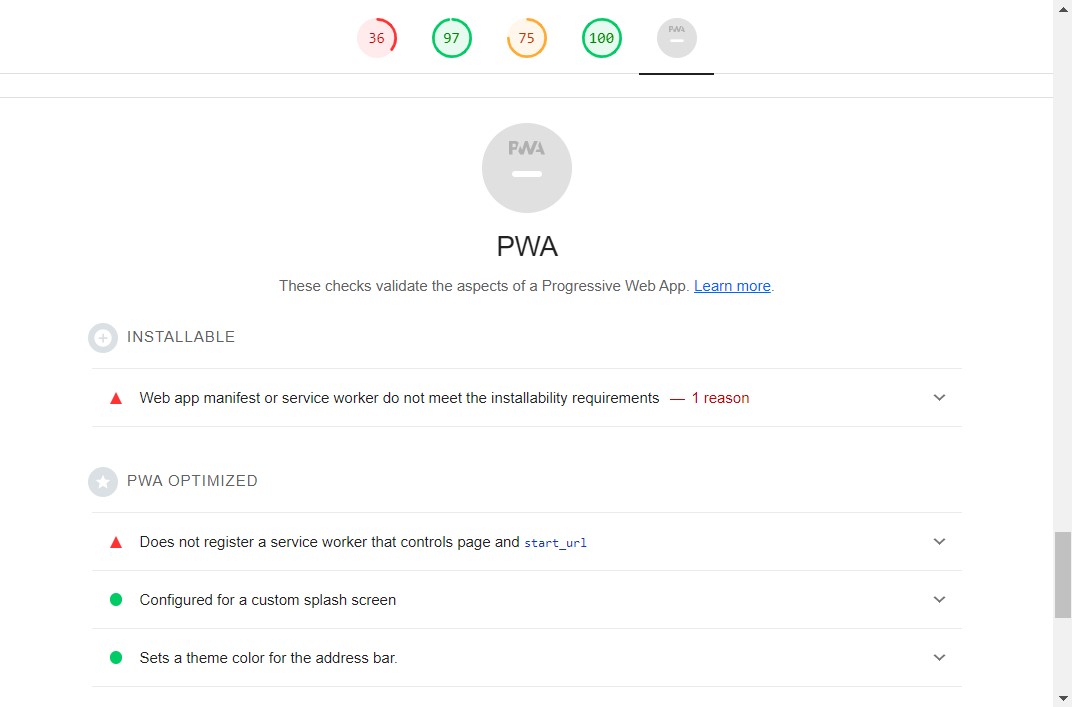 36 97 75 100 PWA
PWA
PWA
These checks validate the aspects of a Progressive Web App. Learn more.
INSTALLABLE
Web app manifest or service worker do not meet the installability requirements — 1 reason
PWA OPTIMIZED
Does not register a service worker that controls page and start_url
Configured for a custom splash screen
Sets a theme color for the address bar.